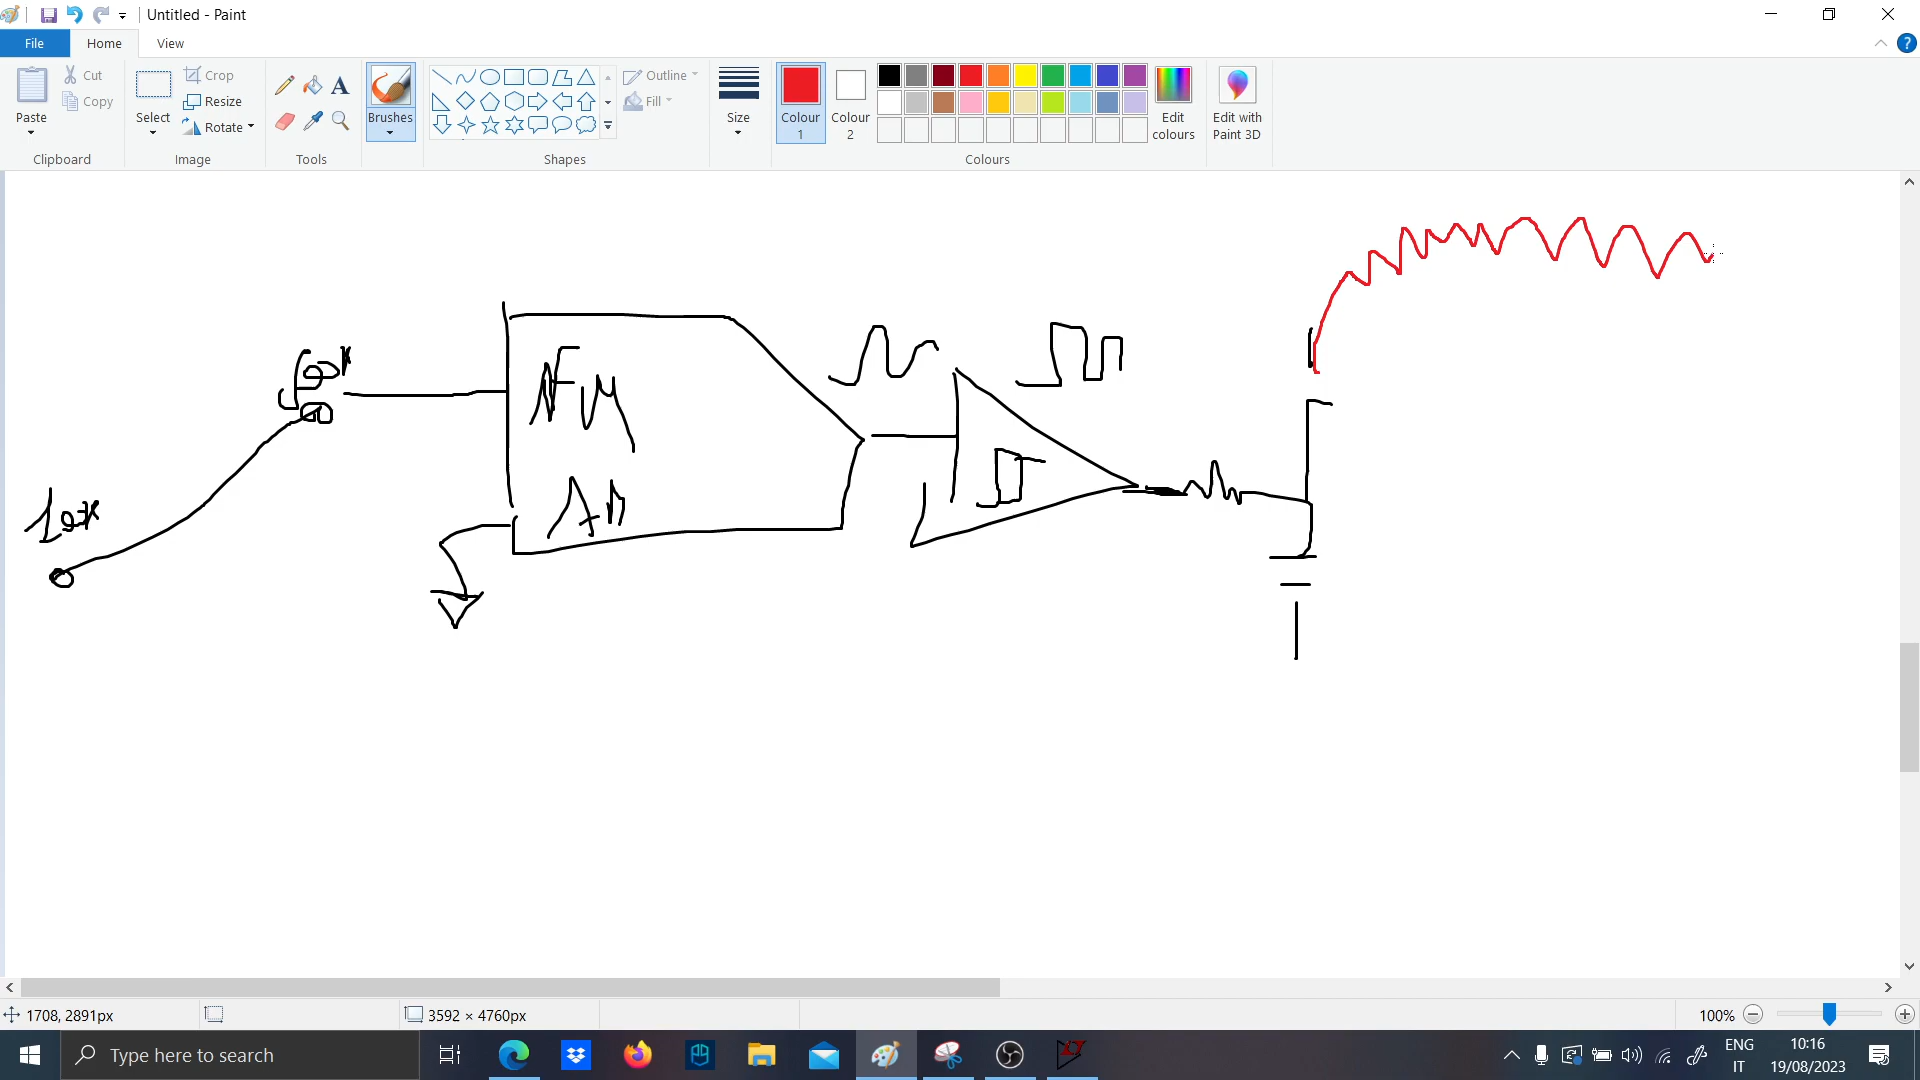 Untitled - Paint
File Home View
Cut
Copy
Paste
Clipboard
Crop
Resize
Rotate
Select
Image
Tools
Brushes
Outline
Fill
Shapes
Size
Colour 1
Colour 2
Edit colours
Colours
Edit with Paint 3D
1708, 2891px
3592 × 4760px
100%
Type here to search
ENG
IT
10:16
19/08/2023